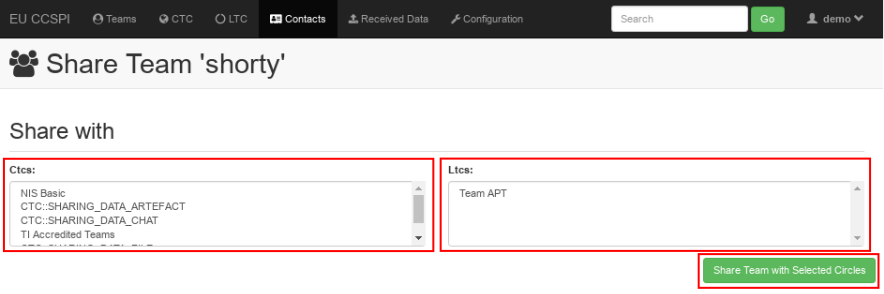 EU CCSPI Teams CTC LTC Contacts Received Data Configuration Search Go demo
Share Team 'shorty'
Share with
Ctcs:
NIS Basic
CTC::SHARING_DATA_ARTEFACT
CTC::SHARING_DATA_CHAT
TI Accredited Teams
Ltcs:
Team APT
Share Team with Selected Circles